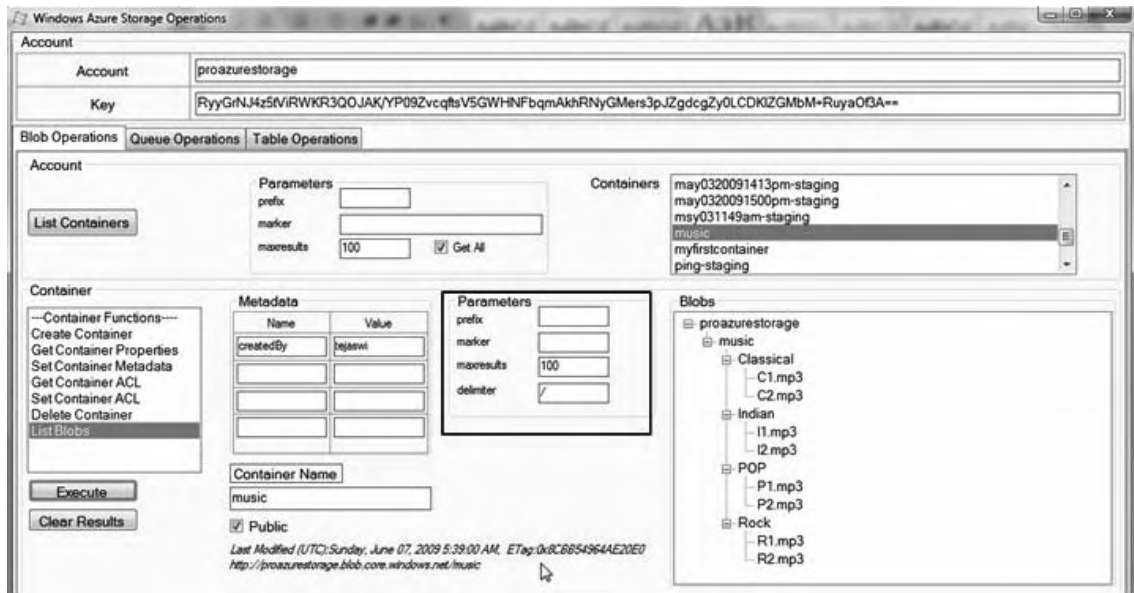 Windows Azure Storage Operations
Account
Account proazurestorage
Key
Blob Operations Queue Operations Table Operations
Account
List Containers
Parameters
prefix
marker
maxresults 100 Get All
Containers
may0320091413pm-staging
may0320091500pm-staging
msy031149am-staging
music
myfirstcontainer
ping-staging
Container
---Container Functions----
Create Container
Get Container Properties
Set Container Metadata
Get Container ACL
Set Container ACL
Delete Container
List Blobs
Execute
Clear Results
Metadata
Name Value
createdBy tejaswi
Container Name
music
Public
Last Modified (UTC):Sunday, June 07, 2009 5:39:00 AM, ETag:0x8CBB54964AE20E0
http://proazurestorage.blob.core.windows.net/music
Parameters
prefix
marker
maxresults 100
delimter /
Blobs
proazurestorage
music
Classical
C1.mp3
C2.mp3
Indian
I1.mp3
I2.mp3
POP
P1.mp3
P2.mp3
Rock
R1.mp3
R2.mp3